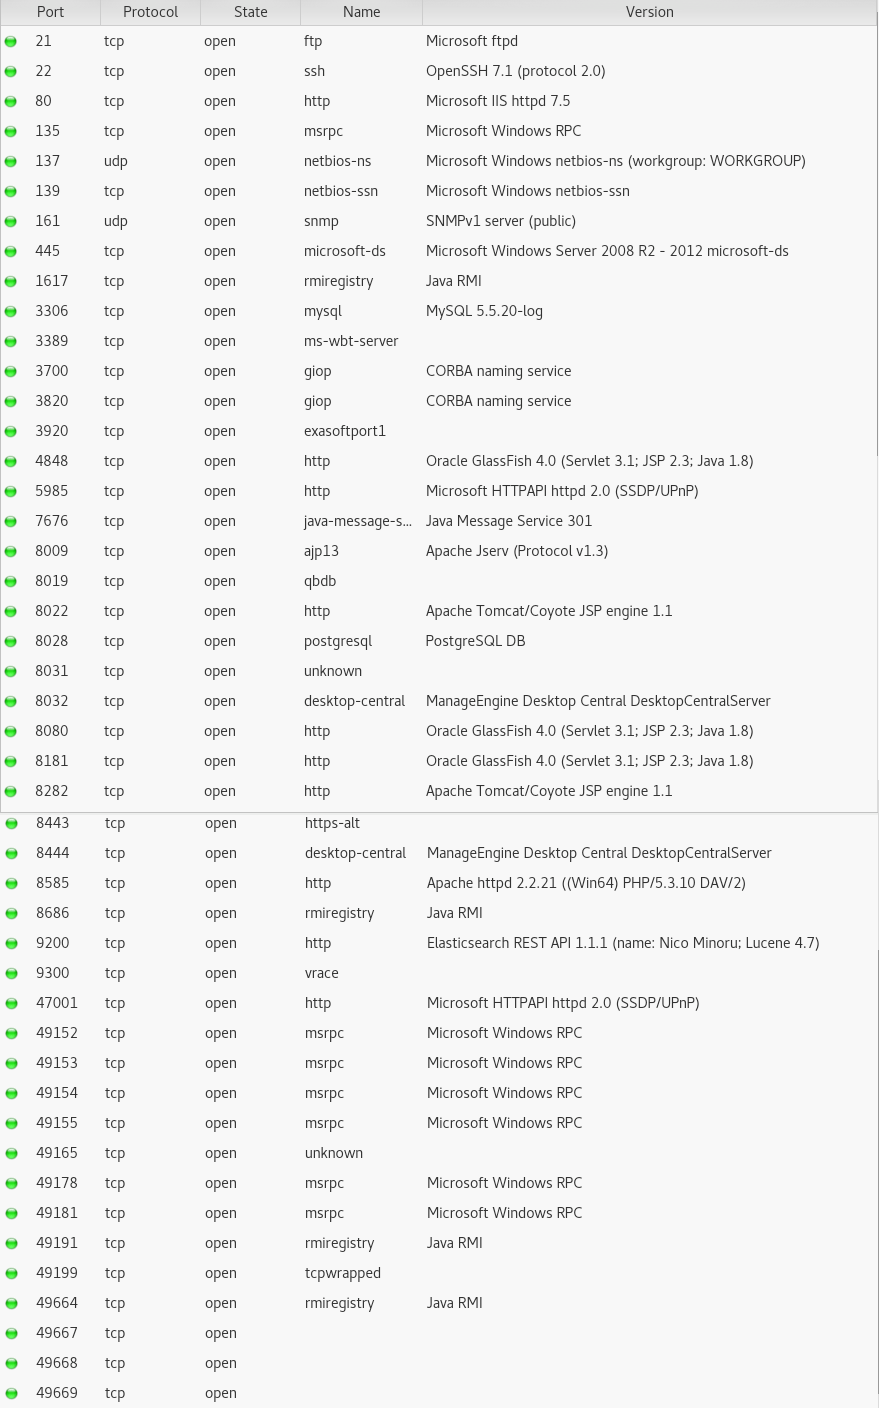 Port Protocol State Name Version
21 tcp open ftp Microsoft ftpd
22 tcp open ssh OpenSSH 7.1 (protocol 2.0)
80 tcp open http Microsoft IIS httpd 7.5
135 tcp open msrpc Microsoft Windows RPC
137 udp open netbios-ns Microsoft Windows netbios-ns (workgroup: WORKGROUP)
139 tcp open netbios-ssn Microsoft Windows netbios-ssn
161 udp open snmp SNMPv1 server (public)
445 tcp open microsoft-ds Microsoft Windows Server 2008 R2 - 2012 microsoft-ds
1617 tcp open rmiregistry Java RMI
3306 tcp open mysql MySQL 5.5.20-log
3389 tcp open ms-wbt-server
3700 tcp open giop CORBA naming service
3820 tcp open giop CORBA naming service
3920 tcp open exasoftport1
4848 tcp open http Oracle GlassFish 4.0 (Servlet 3.1; JSP 2.3; Java 1.8)
5985 tcp open http Microsoft HTTPAPI httpd 2.0 (SSDP/UPnP)
7676 tcp open java-message-s... Java Message Service 301
8009 tcp open ajp13 Apache Jserv (Protocol v1.3)
8019 tcp open qbdb
8022 tcp open http Apache Tomcat/Coyote JSP engine 1.1
8028 tcp open postgresql PostgreSQL DB
8031 tcp open unknown
8032 tcp open desktop-central ManageEngine Desktop Central DesktopCentralServer
8080 tcp open http Oracle GlassFish 4.0 (Servlet 3.1; JSP 2.3; Java 1.8)
8181 tcp open http Oracle GlassFish 4.0 (Servlet 3.1; JSP 2.3; Java 1.8)
8282 tcp open http Apache Tomcat/Coyote JSP engine 1.1
8443 tcp open https-alt
8444 tcp open desktop-central ManageEngine Desktop Central DesktopCentralServer
8585 tcp open http Apache httpd 2.2.21 ((Win64) PHP/5.3.10 DAV/2)
8686 tcp open rmiregistry Java RMI
9200 tcp open http Elasticsearch REST API 1.1.1 (name: Nico Minoru; Lucene 4.7)
9300 tcp open vrace
47001 tcp open http Microsoft HTTPAPI httpd 2.0 (SSDP/UPnP)
49152 tcp open msrpc Microsoft Windows RPC
49153 tcp open msrpc Microsoft Windows RPC
49154 tcp open msrpc Microsoft Windows RPC
49155 tcp open msrpc Microsoft Windows RPC
49165 tcp open unknown
49178 tcp open msrpc Microsoft Windows RPC
49181 tcp open msrpc Microsoft Windows RPC
49191 tcp open rmiregistry Java RMI
49199 tcp open tcpwrapped
49664 tcp open rmiregistry Java RMI
49667 tcp open
49668 tcp open
49669 tcp open